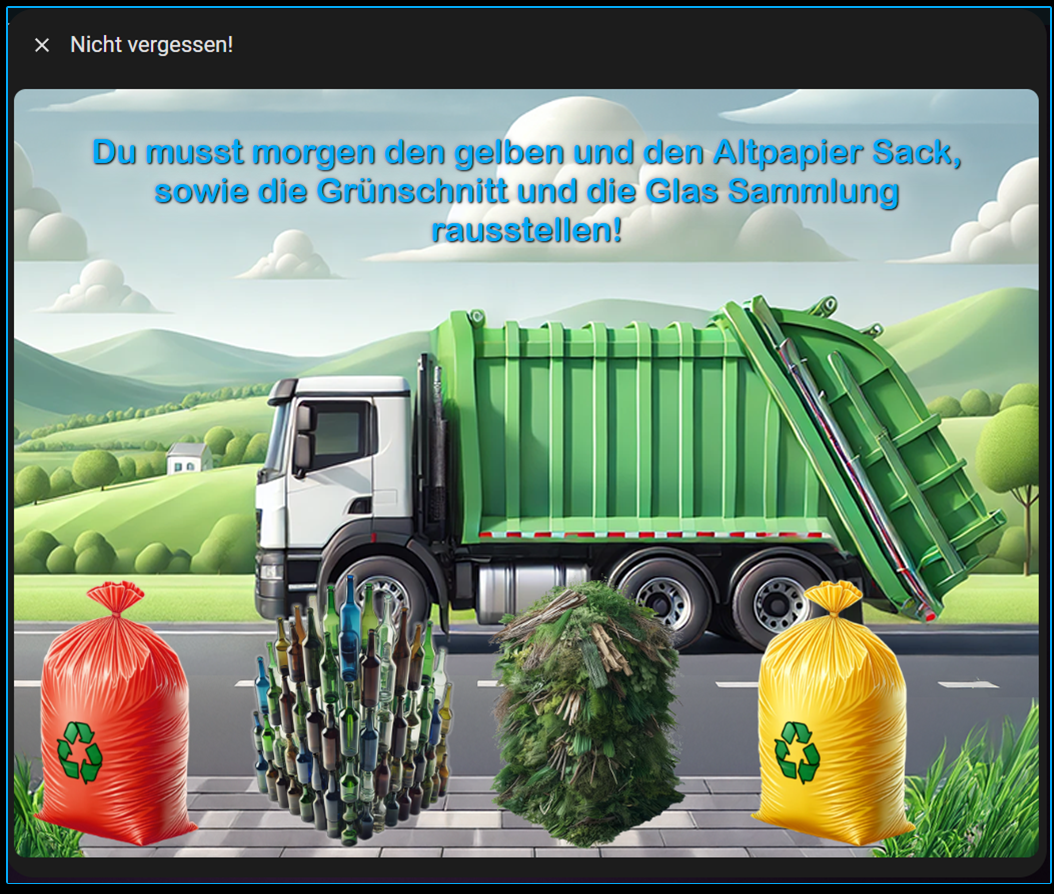 Nicht vergessen!
Du musst morgen den gelben und den Altpapier Sack,
sowie die Grünschnitt und die Glas Sammlung
rausstellen!